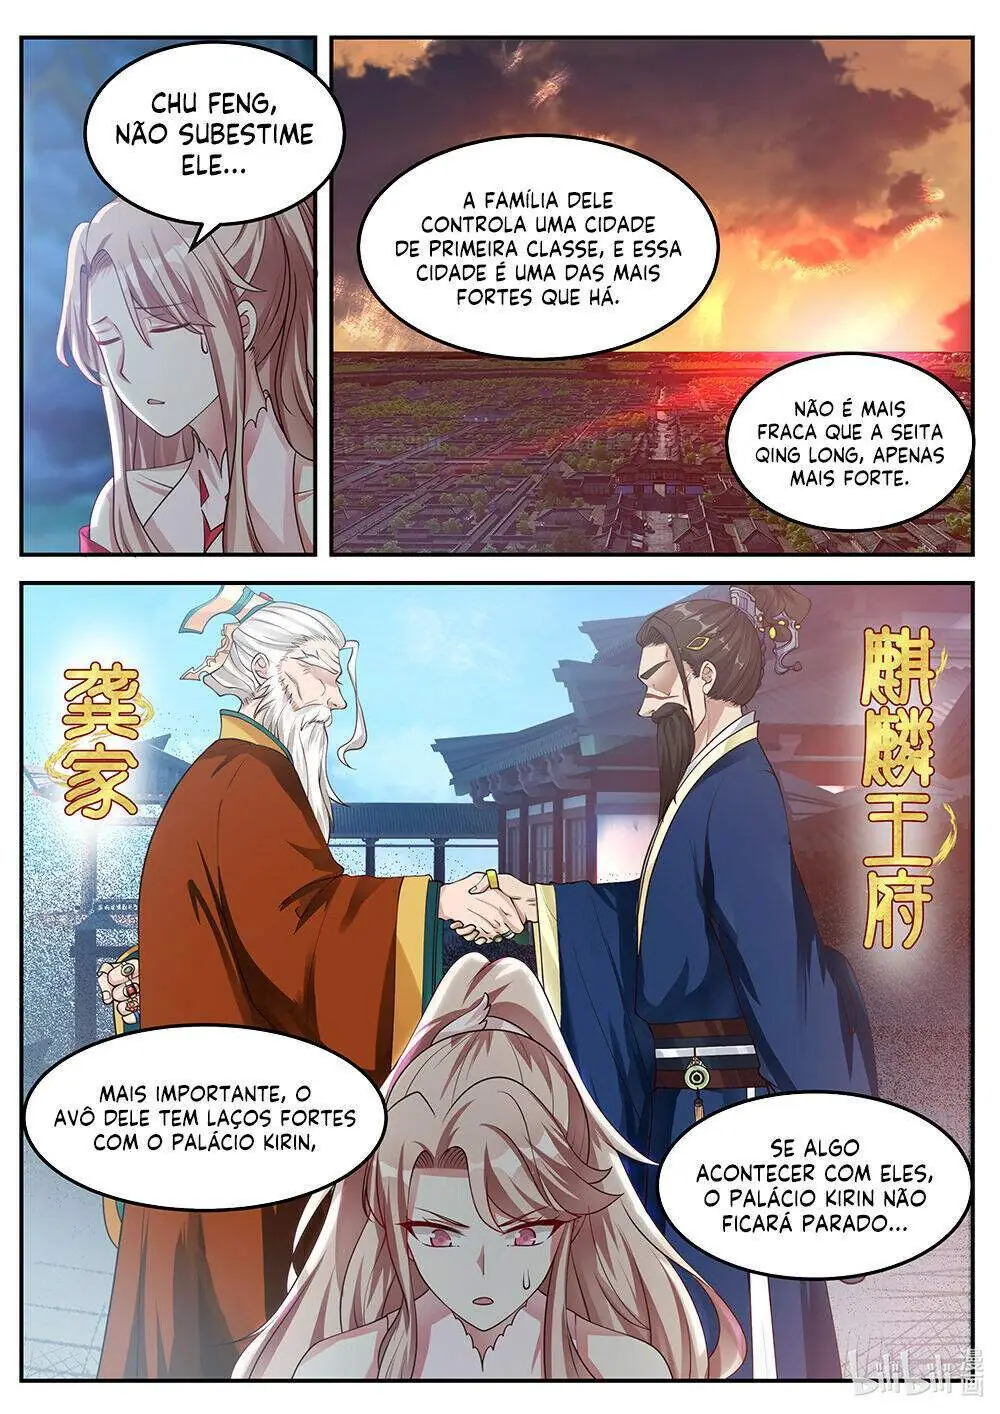 CHU FENG,
NÃO SUBESTIME
ELE...
A FAMÍLIA DELE
CONTROLA UMA CIDADE
DE PRIMEIRA CLASSE, E ESSA
CIDADE É UMA DAS MAIS
FORTES QUE HÁ.
NÃO É MAIS
FRACA QUE A SEITA
QING LONG, APENAS
MAIS FORTE.
龚家
麒麟王府
MAIS IMPORTANTE, O
AVÔ DELE TEM LAÇOS FORTES
COM O PALÁCIO KIRIN,
SE ALGO
ACONTECER COM ELES,
O PALÁCIO KIRIN NÃO
FICARÁ PARADO...
bilibili